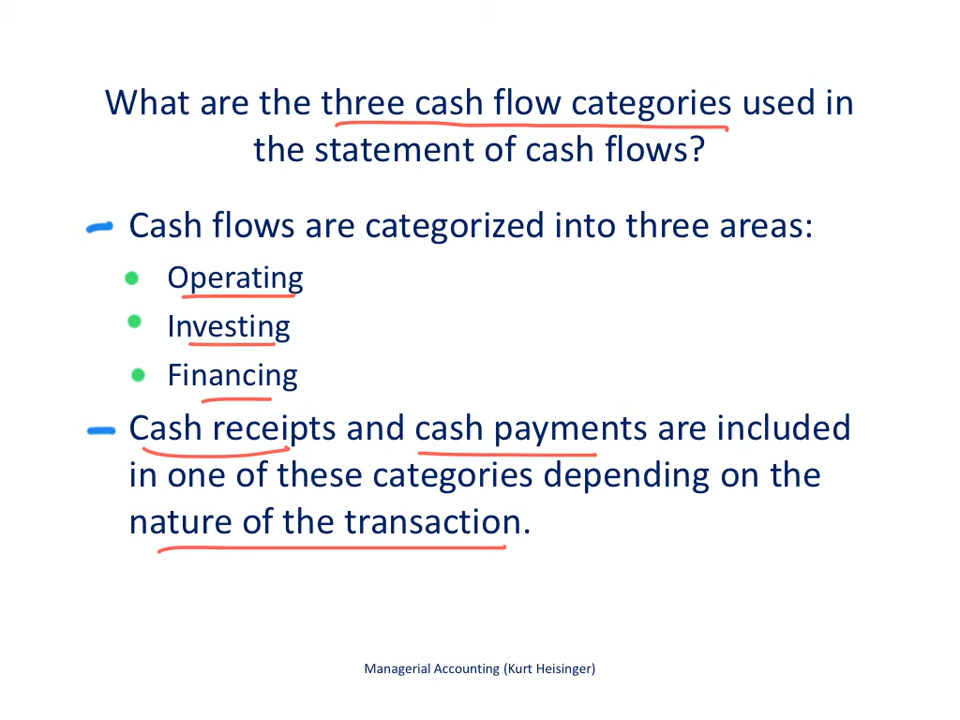 What are the three cash flow categories used in
the statement of cash flows?
Cash flows are categorized into three areas:
Operating
Investing
Financing
Cash receipts and cash payments are included
in one of these categories depending on the
nature of the transaction.
Managerial Accounting (Kurt Heisinger)